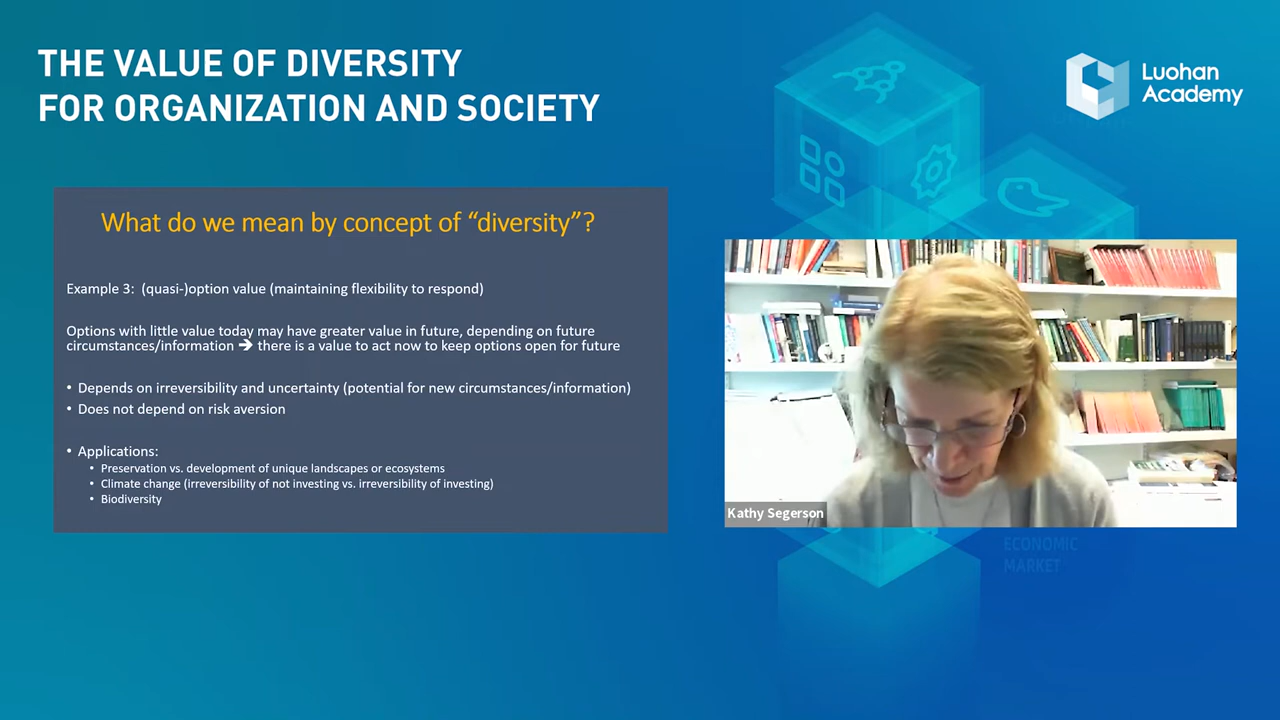 THE VALUE OF DIVERSITY
FOR ORGANIZATION AND SOCIETY
Luohan
Academy
What do we mean by concept of “diversity”?
Example 3: (quasi-)option value (maintaining flexibility to respond)
Options with little value today may have greater value in future, depending on future
circumstances/information ➔ there is a value to act now to keep options open for future
• Depends on irreversibility and uncertainty (potential for new circumstances/information)
• Does not depend on risk aversion
• Applications:
• Preservation vs. development of unique landscapes or ecosystems
• Climate change (irreversibility of not investing vs. irreversibility of investing)
• Biodiversity
Kathy Segerson
ECONOMIC
MARKET